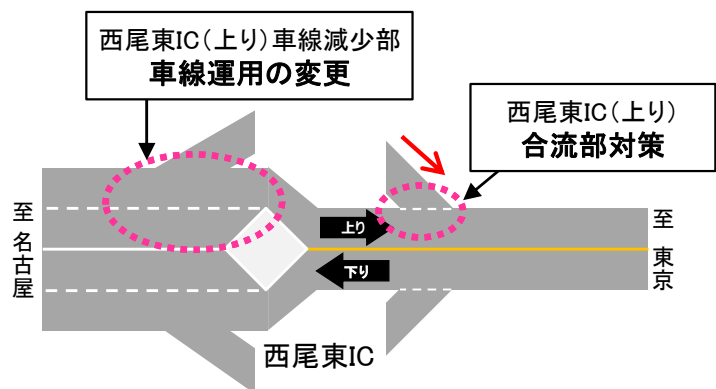 西尾東IC（上り）車線減少部
車線運用の変更
西尾東IC（上り）
合流部対策
至名古屋
上り
下り
至東京
西尾東IC